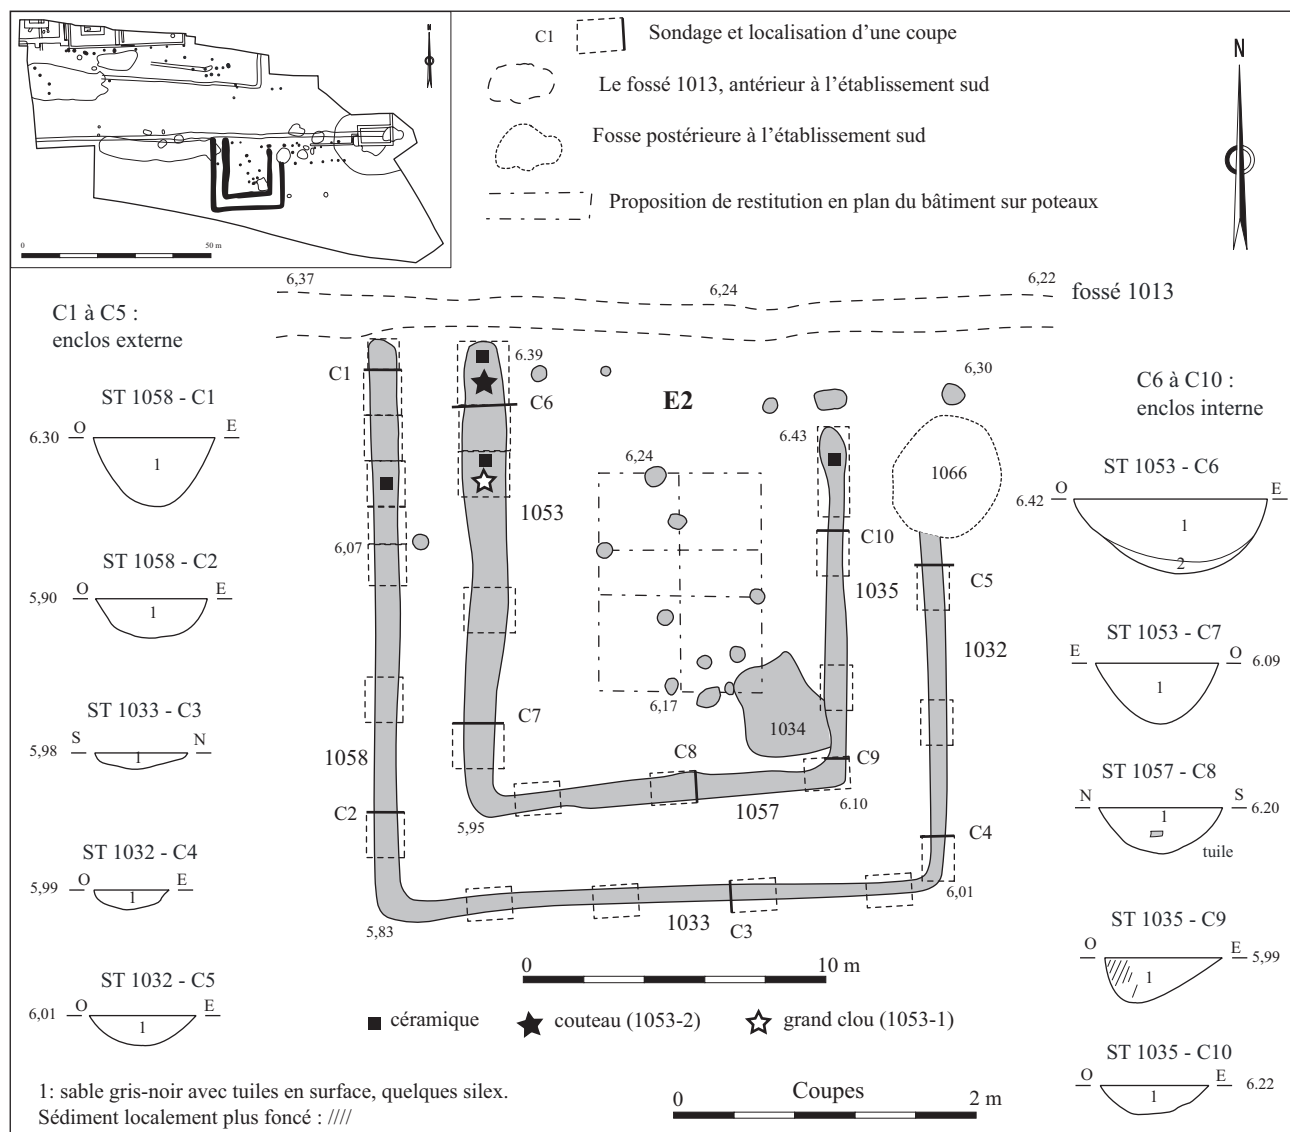 N
0 50 m
C1 Sondage et localisation d’une coupe
Le fossé 1013, antérieur à l’établissement sud
Fosse postérieure à l’établissement sud
Proposition de restitution en plan du bâtiment sur poteaux
N
6,37 6,24 6,22
fossé 1013
C1 à C5 :
enclos externe
ST 1058 - C1
6.30 O E
1
ST 1058 - C2
5,90 O E
1
ST 1033 - C3
5,98 S N
1
ST 1032 - C4
5,99 O E
1
ST 1032 - C5
6,01 O E
1
C1
6.39
C6
E2
6,30
6.43
1066
6,24
1053
6,07
C10
C5
1035
1032
6,17
1034
C7
C8
C9
1058
1057
6.10
C2
5,95
C4
6,01
5,83
1033
C3
C6 à C10 :
enclos interne
ST 1053 - C6
6.42 O E
1
2
ST 1053 - C7
E O 6.09
1
ST 1057 - C8
N S 6.20
1
tuile
ST 1035 - C9
O E 5,99
1
ST 1035 - C10
O E 6.22
1
0 10 m
céramique couteau (1053-2) grand clou (1053-1)
1: sable gris-noir avec tuiles en surface, quelques silex.
Sédiment localement plus foncé : ////
Coupes
0 2 m